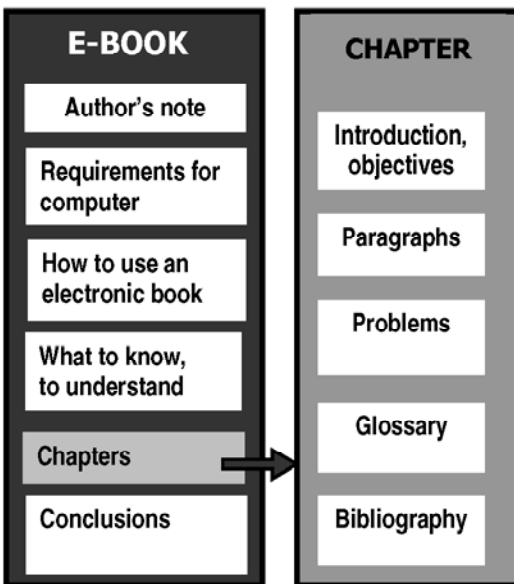 E-BOOK
Author's note
Requirements for
computer
How to use an
electronic book
What to know,
to understand
Chapters
Conclusions
CHAPTER
Introduction,
objectives
Paragraphs
Problems
Glossary
Bibliography